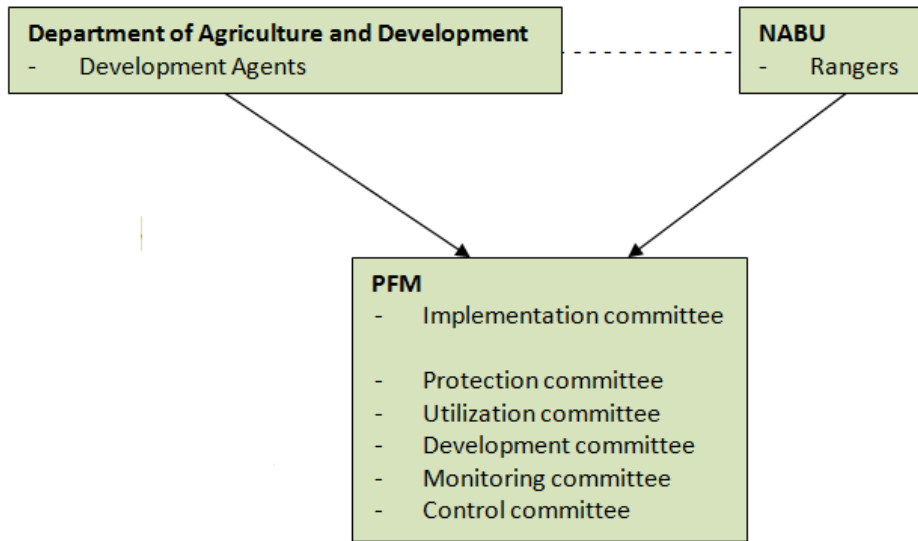 Department of Agriculture and Development
- Development Agents
NABU
- Rangers
PFM
- Implementation committee
- Protection committee
- Utilization committee
- Development committee
- Monitoring committee
- Control committee